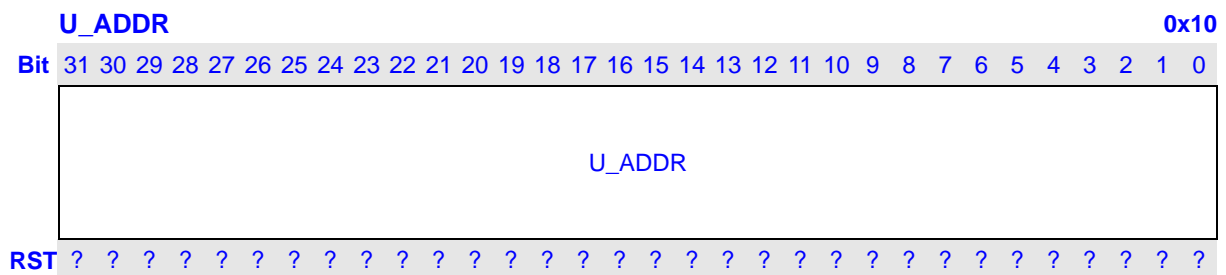 U_ADDR 0x10
Bit 31 30 29 28 27 26 25 24 23 22 21 20 19 18 17 16 15 14 13 12 11 10 9 8 7 6 5 4 3 2 1 0
U_ADDR
RST ? ? ? ? ? ? ? ? ? ? ? ? ? ? ? ? ? ? ? ? ? ? ? ? ? ? ? ? ? ? ? ?